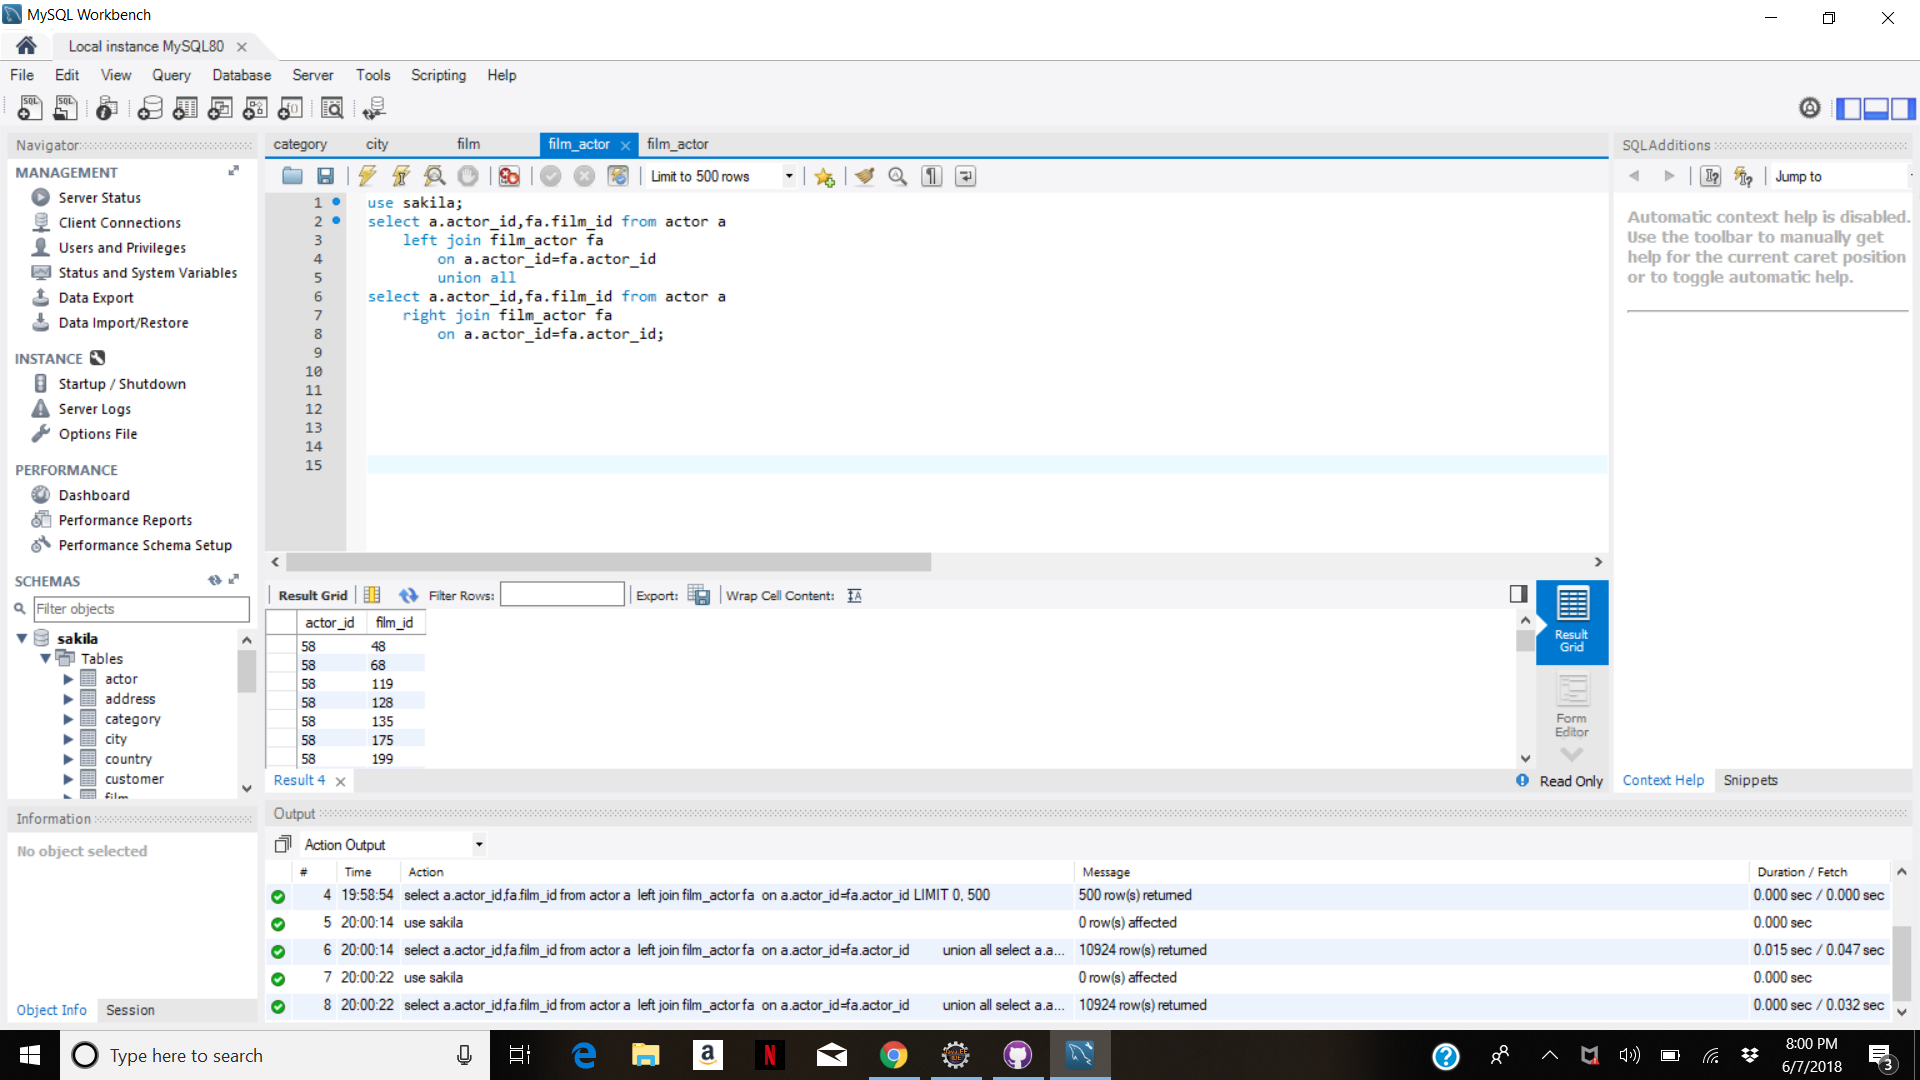 MySQL Workbench
Local instance MySQL80
File Edit View Query Database Server Tools Scripting Help
Navigator
MANAGEMENT
Server Status
Client Connections
Users and Privileges
Status and System Variables
Data Export
Data Import/Restore
INSTANCE
Startup / Shutdown
Server Logs
Options File
PERFORMANCE
Dashboard
Performance Reports
Performance Schema Setup
SCHEMAS
Filter objects
sakila
Tables
actor
address
category
city
country
customer
film
Information
No object selected
Object Info Session
category city film film_actor film_actor
Limit to 500 rows
1 use sakila;
2 select a.actor_id,fa.film_id from actor a
3 left join film_actor fa
4 on a.actor_id=fa.actor_id
5 union all
6 select a.actor_id,fa.film_id from actor a
7 right join film_actor fa
8 on a.actor_id=fa.actor_id;
9
10
11
12
13
14
15
Result Grid Filter Rows: Export: Wrap Cell Content:
actor_id film_id
58 48
58 68
58 119
58 128
58 135
58 175
58 199
Result Grid
Form Editor
Result 4
Read Only
SQLAdditions
Jump to
Automatic context help is disabled.
Use the toolbar to manually get
help for the current caret position
or to toggle automatic help.
Context Help Snippets
Output
Action Output
# Time Action Message Duration / Fetch
4 19:58:54 select a.actor_id,fa.film_id from actor a left join film_actor fa on a.actor_id=fa.actor_id LIMIT 0, 500 500 row(s) returned 0.000 sec / 0.000 sec
5 20:00:14 use sakila 0 row(s) affected 0.000 sec
6 20:00:14 select a.actor_id,fa.film_id from actor a left join film_actor fa on a.actor_id=fa.actor_id union all select a.a... 10924 row(s) returned 0.015 sec / 0.047 sec
7 20:00:22 use sakila 0 row(s) affected 0.000 sec
8 20:00:22 select a.actor_id,fa.film_id from actor a left join film_actor fa on a.actor_id=fa.actor_id union all select a.a... 10924 row(s) returned 0.000 sec / 0.032 sec
Type here to search
8:00 PM
6/7/2018
3